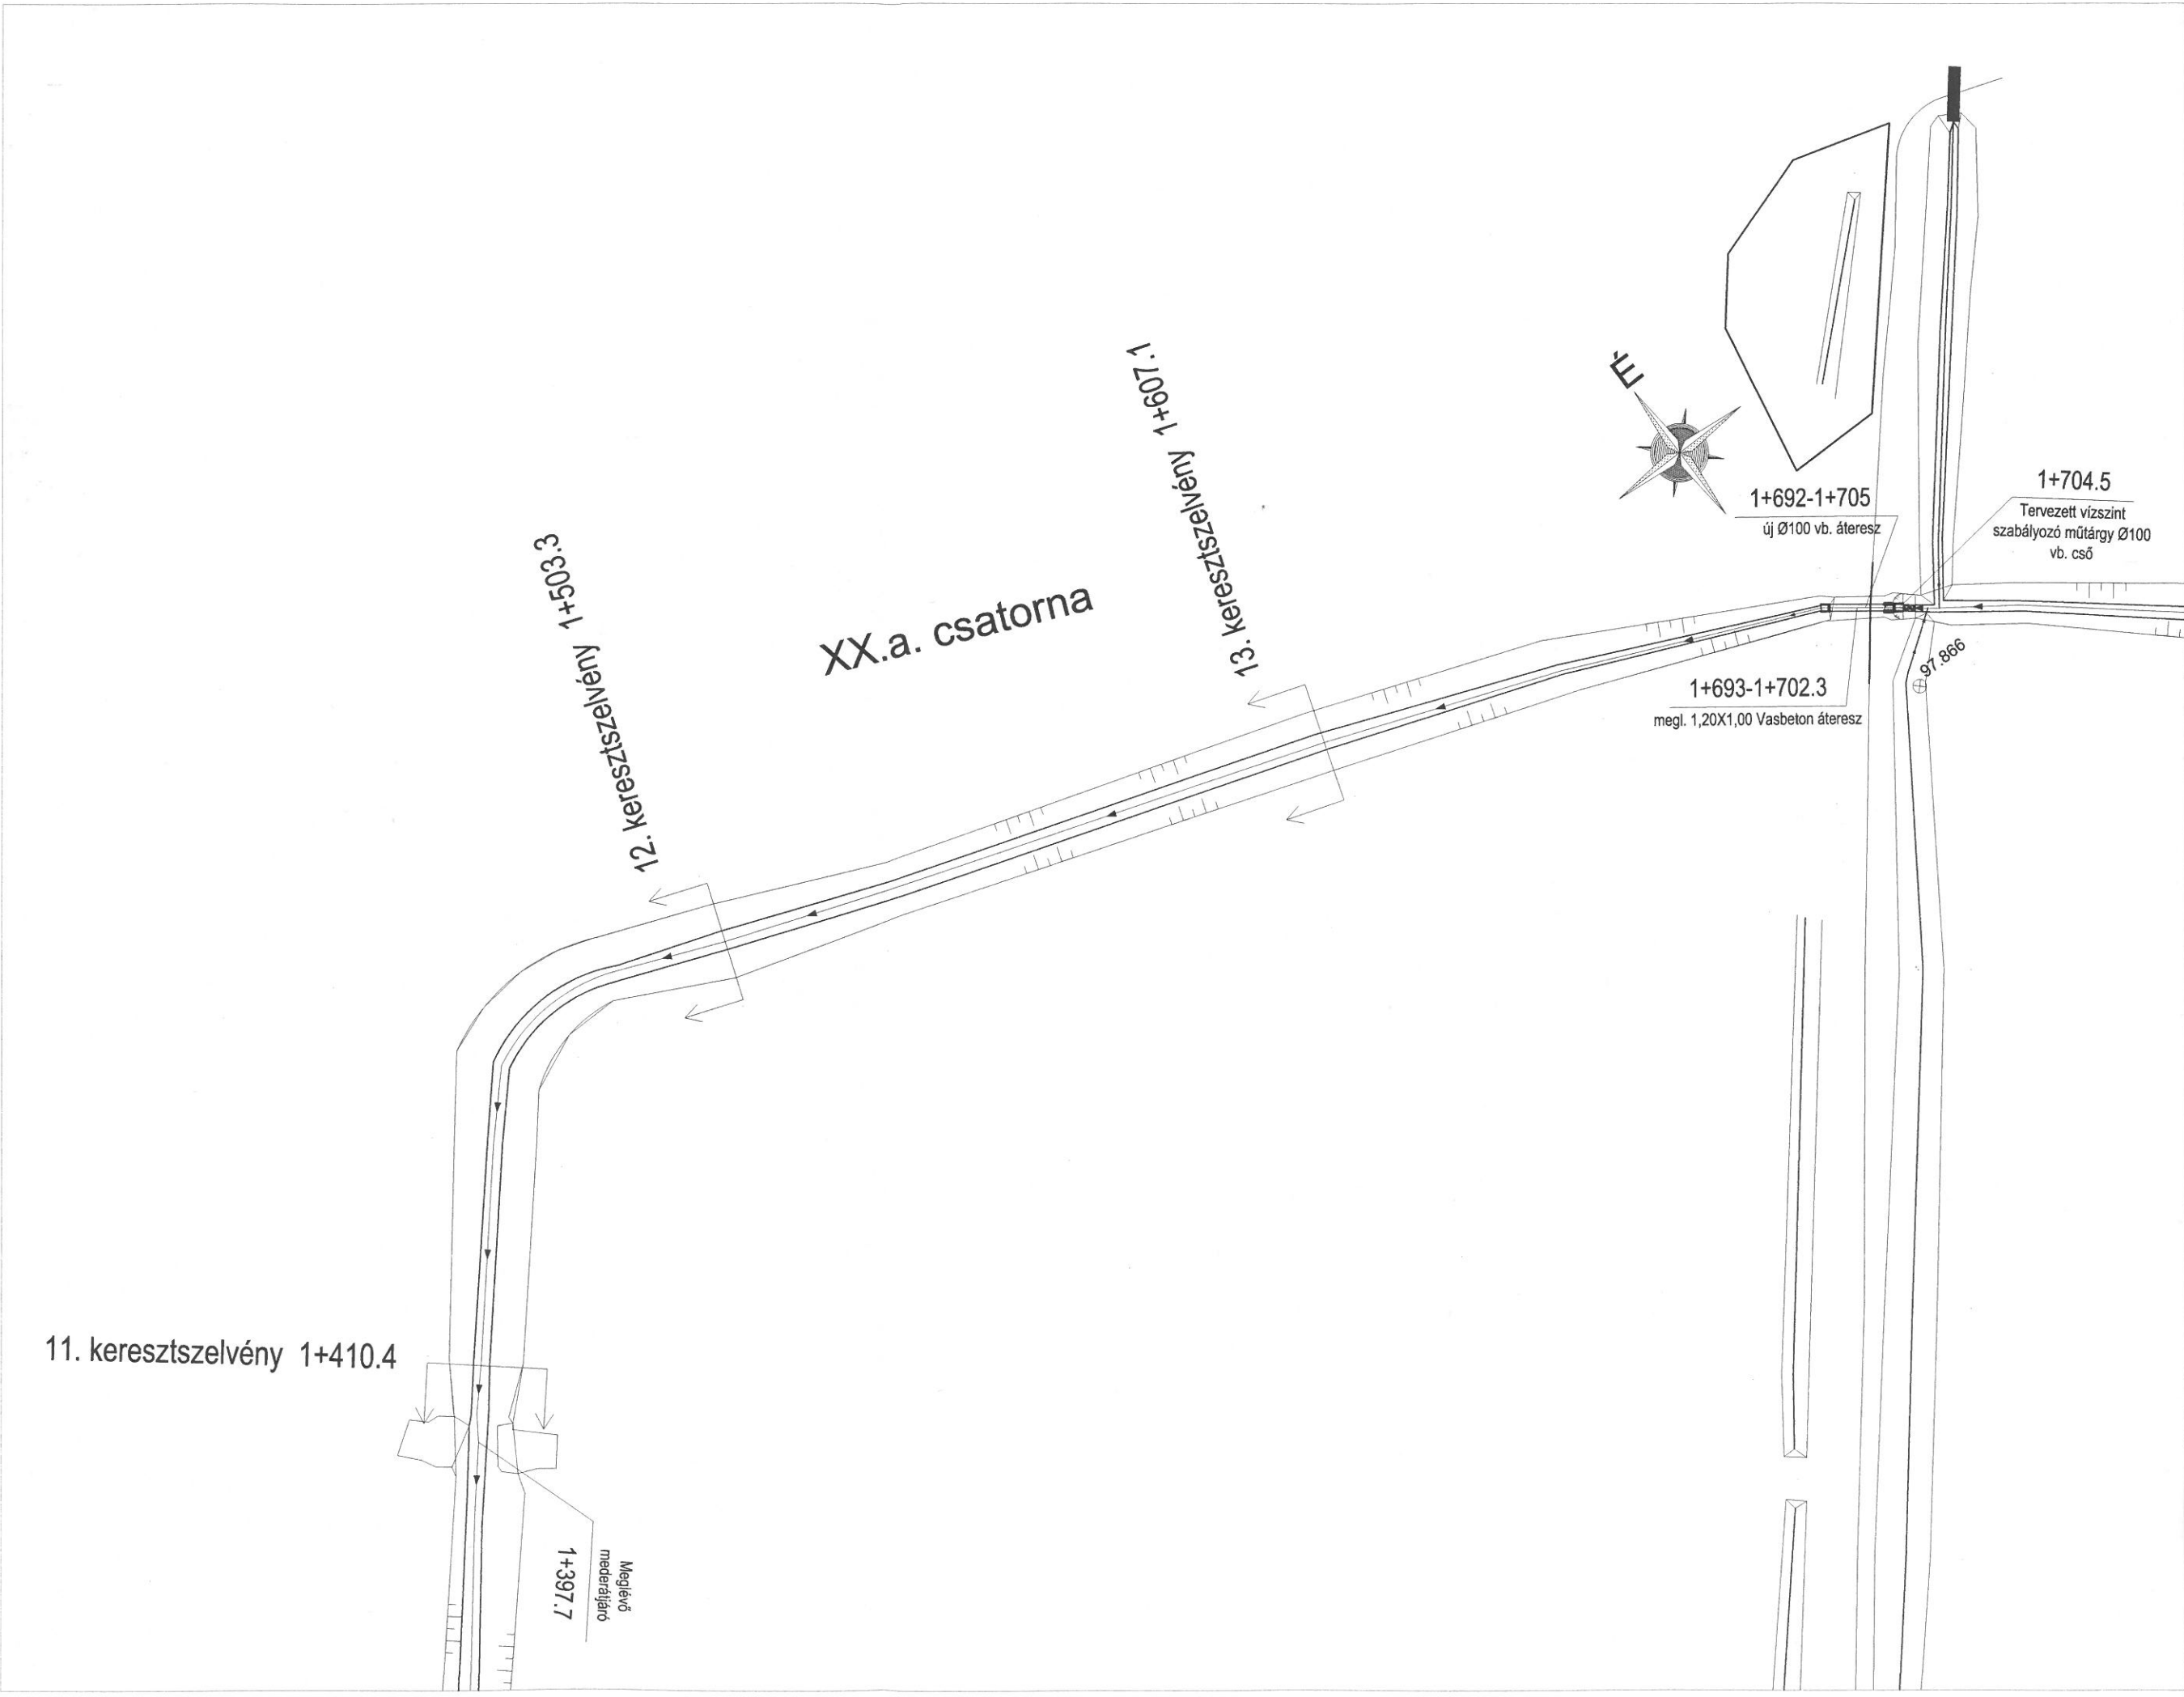 É
1+692-1+705
új Ø100 vb. áteresz
1+704.5
Tervezett vízszint
szabályozó műtárgy Ø100
vb. cső
13. keresztszelvény 1+607.1
12. keresztszelvény 1+503.3
XX.a. csatorna
97.866
1+693-1+702.3
megl. 1,20X1,00 Vasbeton áteresz
11. keresztszelvény 1+410.4
Meglévő
mederátjáró
1+397.7